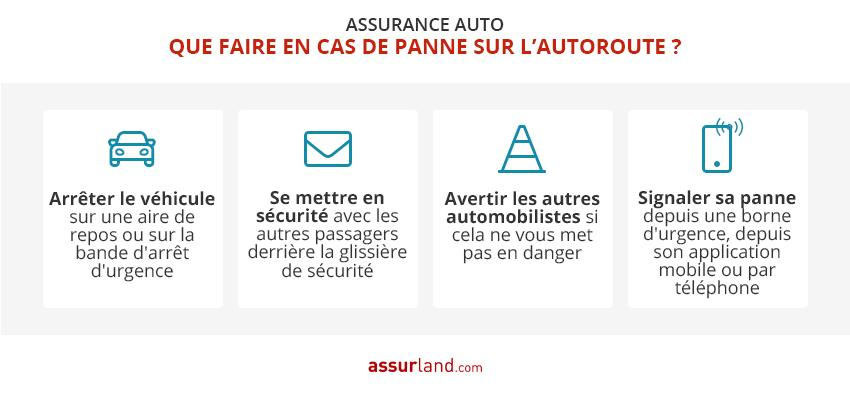 ASSURANCE AUTO
QUE FAIRE EN CAS DE PANNE SUR L’AUTOROUTE ?
Arrêter le véhicule
sur une aire de
repos ou sur la
bande d'arrêt
d'urgence
Se mettre en
sécurité avec les
autres passagers
derrière la glissière
de sécurité
Avertir les autres
automobilistes si
cela ne vous met
pas en danger
Signaler sa panne
depuis une borne
d'urgence, depuis
son application
mobile ou par
téléphone
assurland.com